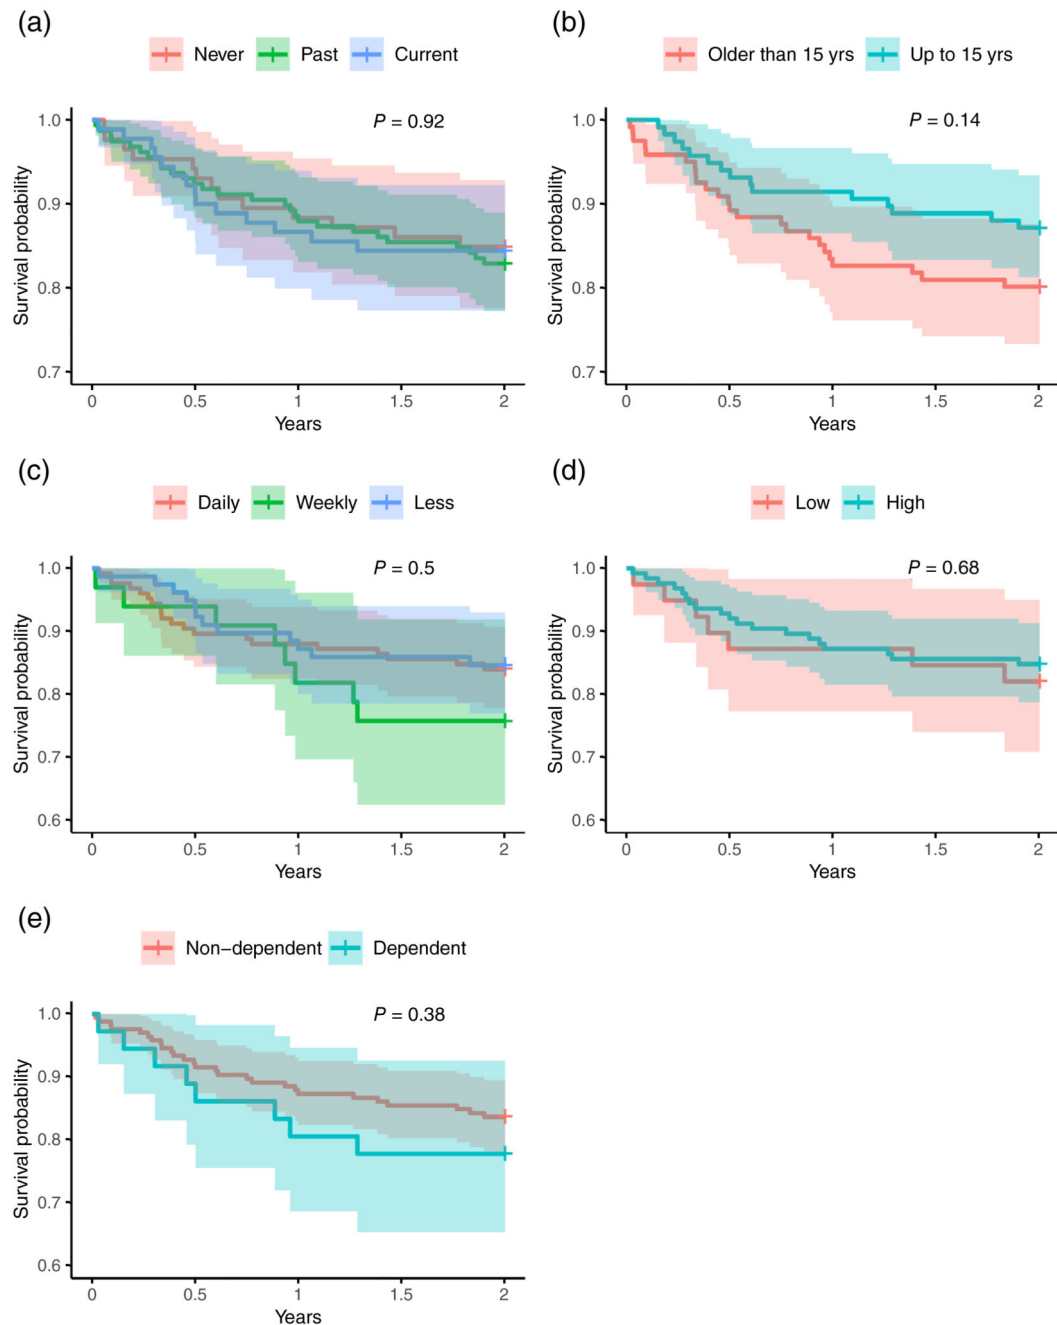 (a)
Never Past Current
P = 0.92
Survival probability
1.0
0.9
0.8
0.7
0 0.5 1 1.5 2
Years
(b)
Older than 15 yrs Up to 15 yrs
P = 0.14
Survival probability
1.0
0.9
0.8
0.7
0 0.5 1 1.5 2
Years
(c)
Daily Weekly Less
P = 0.5
Survival probability
1.0
0.9
0.8
0.7
0.6
0 0.5 1 1.5 2
Years
(d)
Low High
P = 0.68
Survival probability
1.0
0.9
0.8
0.7
0.6
0 0.5 1 1.5 2
Years
(e)
Non−dependent Dependent
P = 0.38
Survival probability
1.0
0.9
0.8
0.7
0.6
0 0.5 1 1.5 2
Years